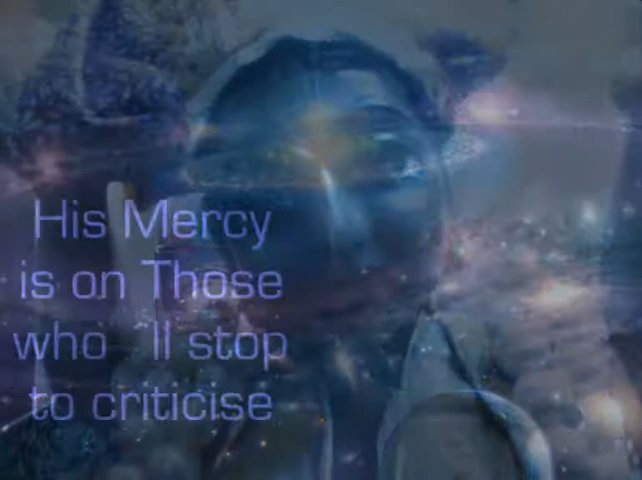 His Mercy
is on Those
who ll stop
to criticise